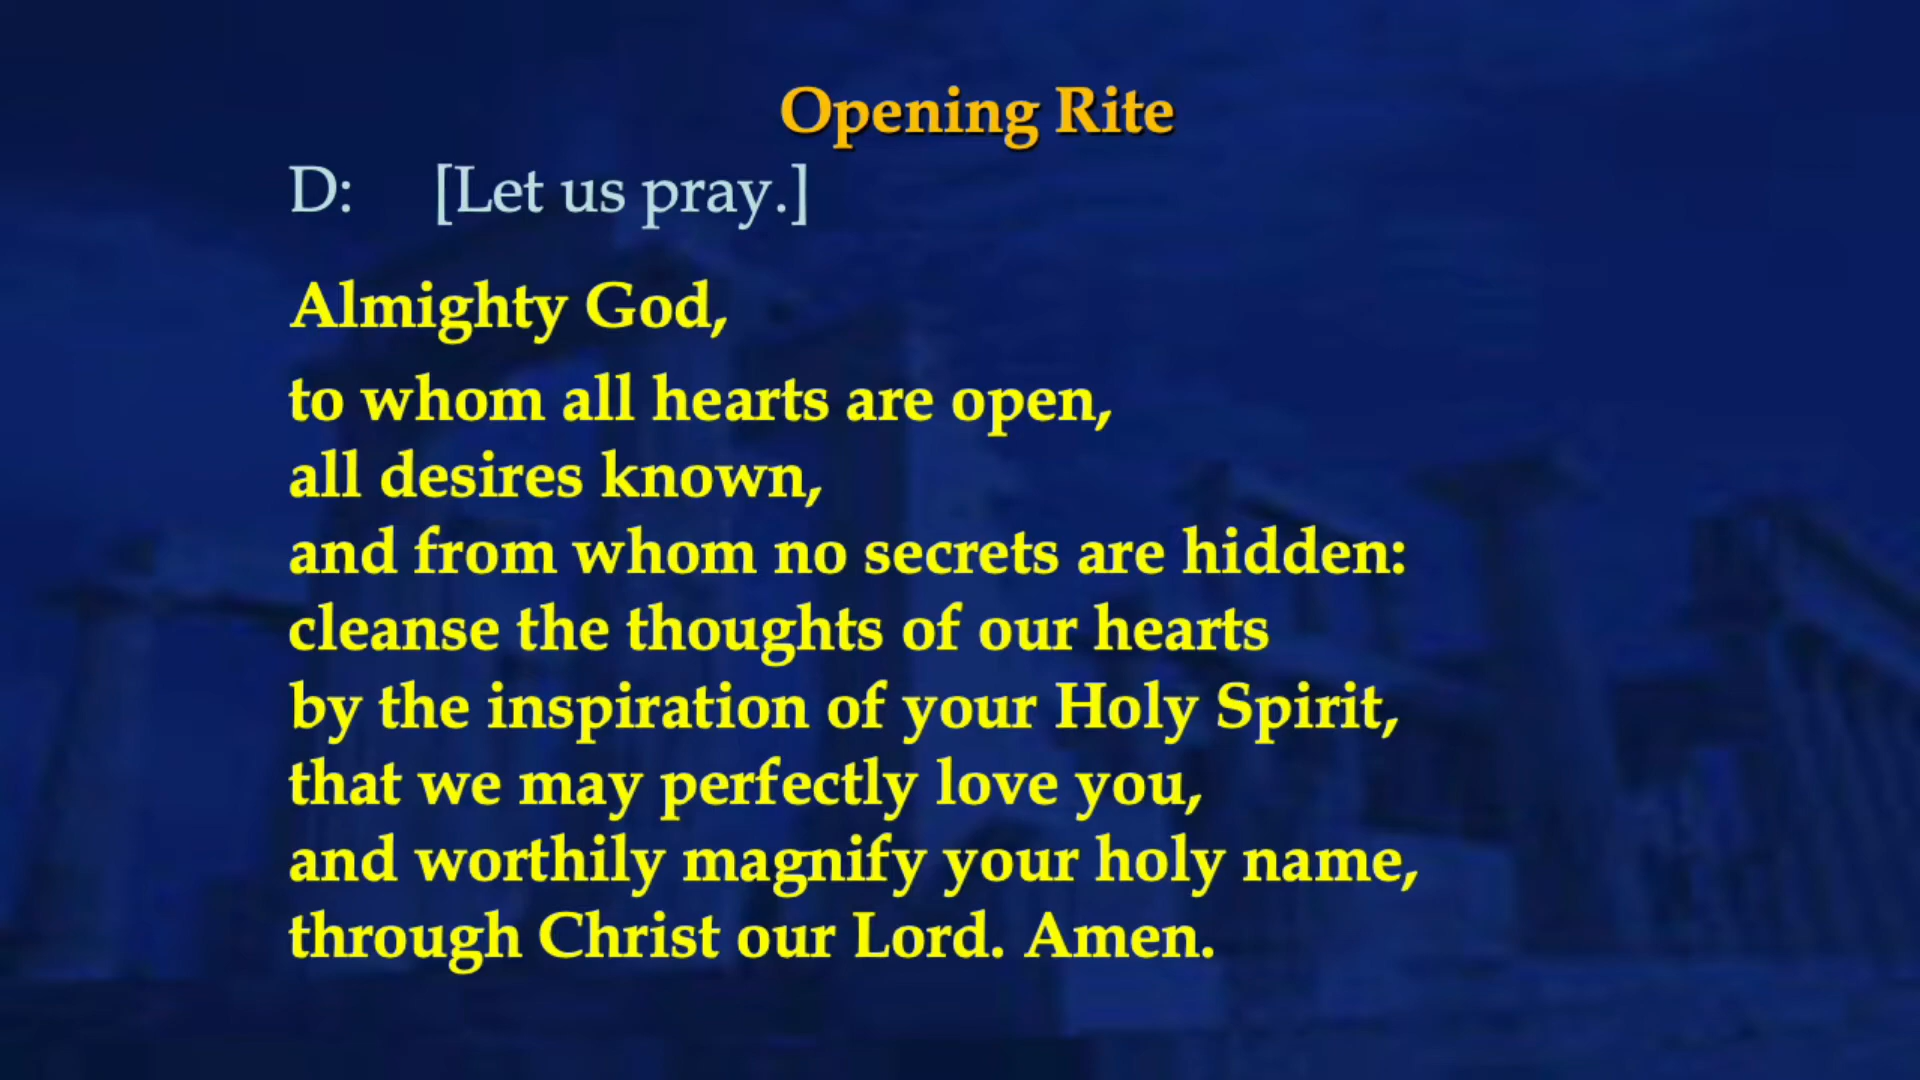 Opening Rite
D: [Let us pray.]
Almighty God,
to whom all hearts are open,
all desires known,
and from whom no secrets are hidden:
cleanse the thoughts of our hearts
by the inspiration of your Holy Spirit,
that we may perfectly love you,
and worthily magnify your holy name,
through Christ our Lord. Amen.